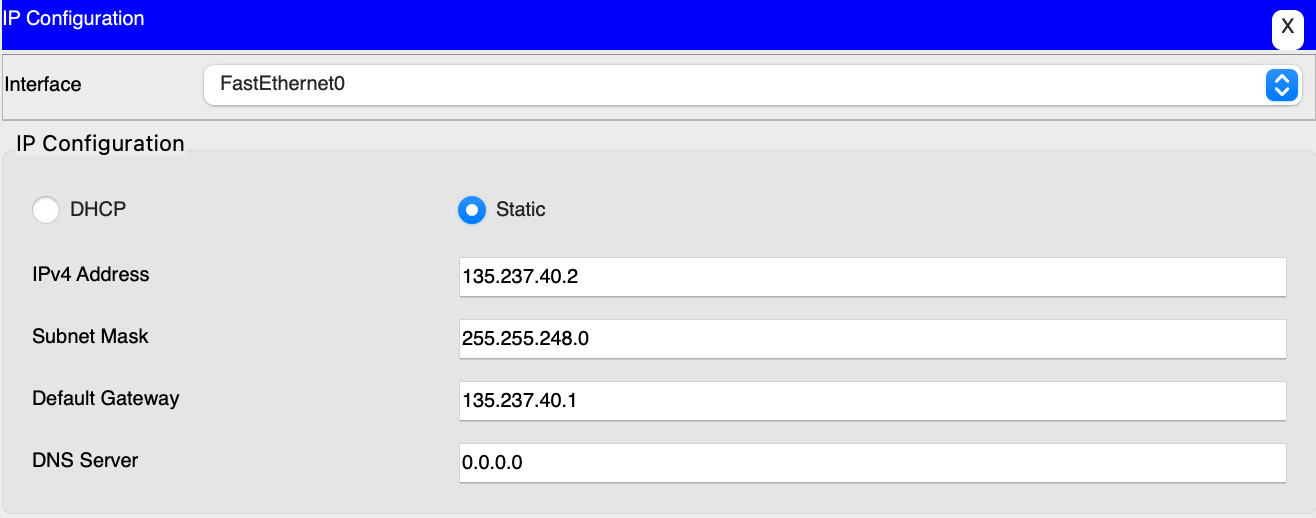 IP Configuration
X
Interface
FastEthernet0
IP Configuration
DHCP
Static
IPv4 Address
135.237.40.2
Subnet Mask
255.255.248.0
Default Gateway
135.237.40.1
DNS Server
0.0.0.0